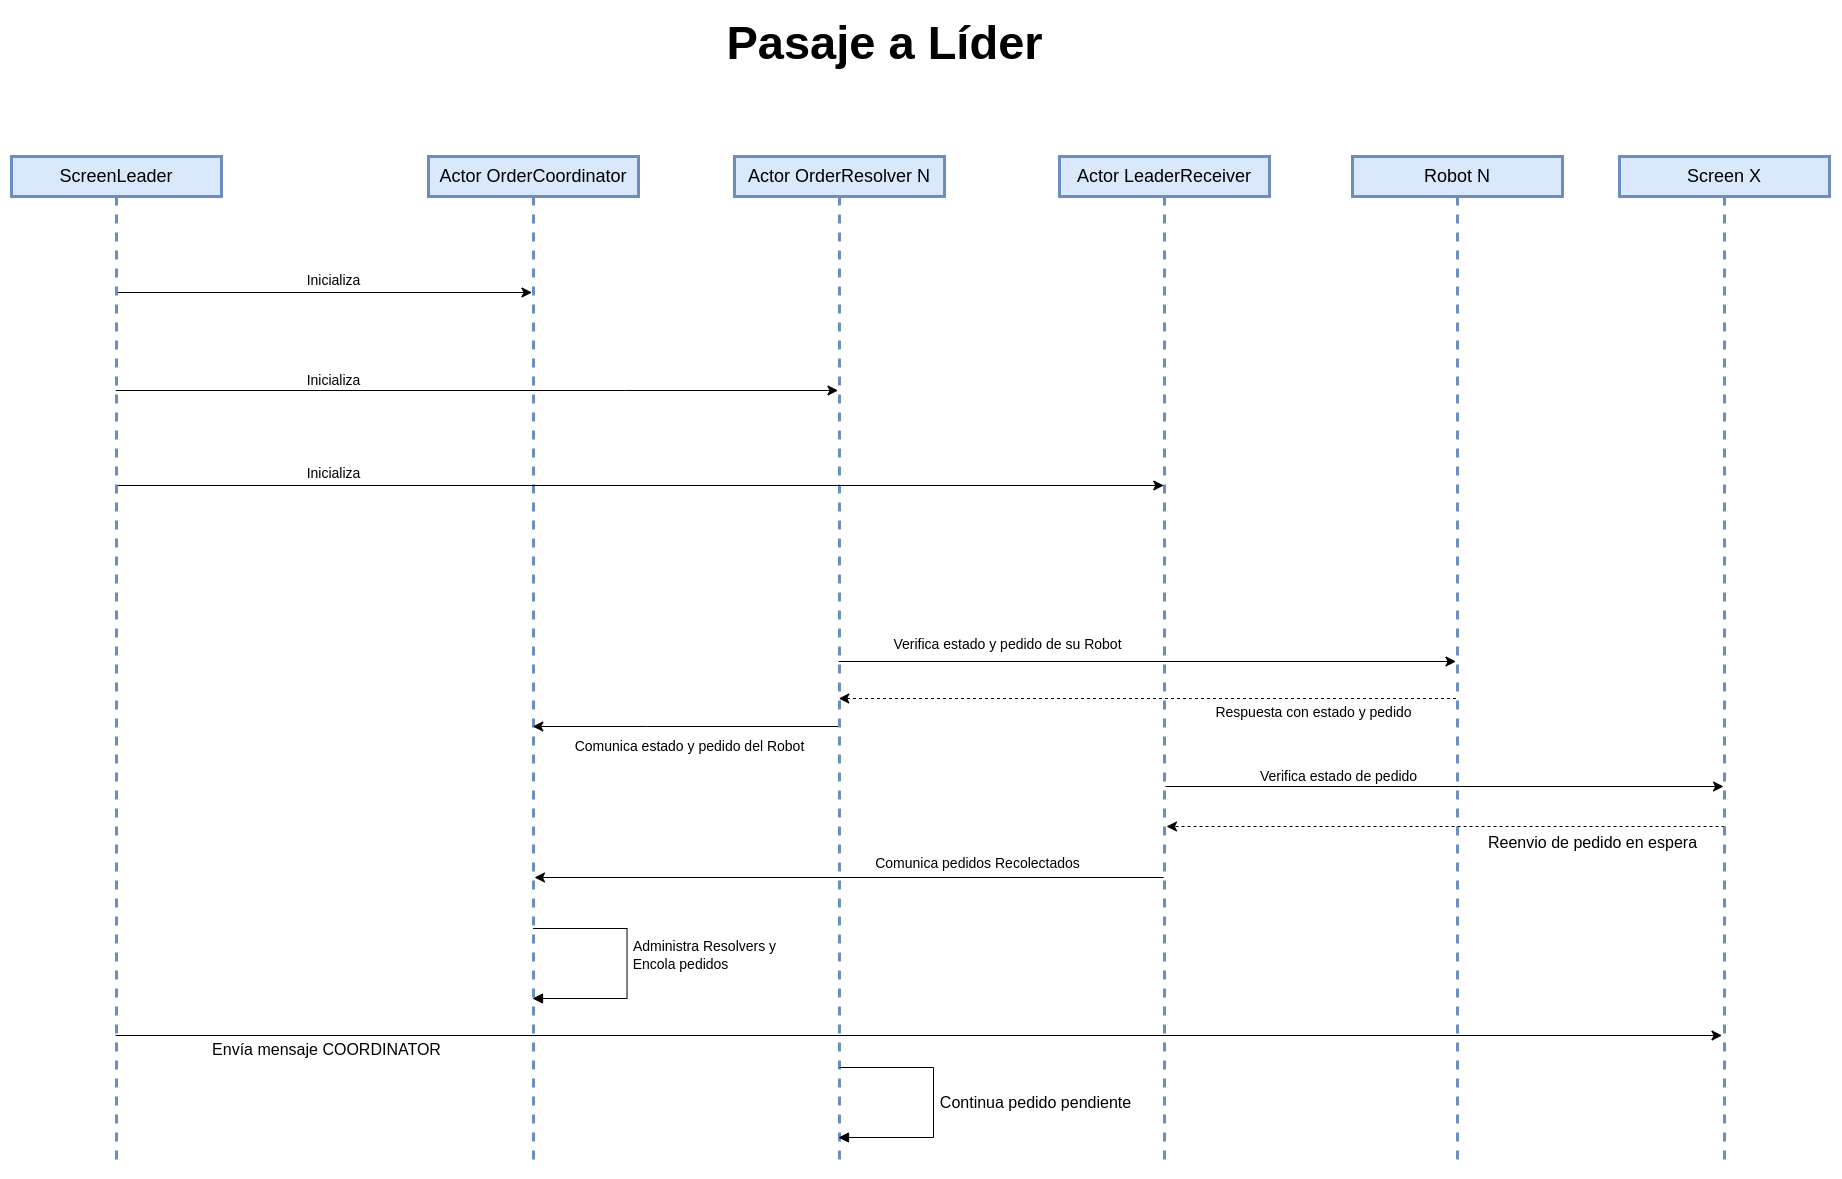 Pasaje a Líder
ScreenLeader
Actor OrderCoordinator
Actor OrderResolver N
Actor LeaderReceiver
Robot N
Screen X
Inicializa
Inicializa
Inicializa
Verifica estado y pedido de su Robot
Respuesta con estado y pedido
Comunica estado y pedido del Robot
Verifica estado de pedido
Reenvio de pedido en espera
Comunica pedidos Recolectados
Administra Resolvers y
Encola pedidos
Envía mensaje COORDINATOR
Continua pedido pendiente